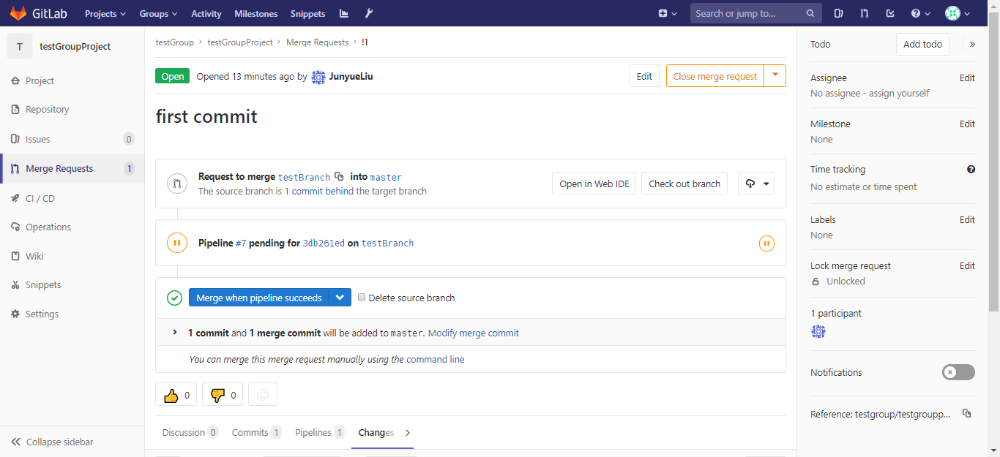 GitLab Projects Groups Activity Milestones Snippets Search or jump to...
T testGroupProject
Project
Repository
Issues 0
Merge Requests 1
CI / CD
Operations
Wiki
Snippets
Settings
Collapse sidebar
testGroup › testGroupProject › Merge Requests › !1
Open Opened 13 minutes ago by JunyueLiu Edit Close merge request
first commit
Request to merge testBranch into master
The source branch is 1 commit behind the target branch
Open in Web IDE Check out branch
Pipeline #7 pending for 3db261ed on testBranch
Merge when pipeline succeeds Delete source branch
1 commit and 1 merge commit will be added to master. Modify merge commit
You can merge this merge request manually using the command line
0 0
Discussion 0 Commits 1 Pipelines 1 Changes
Todo Add todo »
Assignee Edit
No assignee - assign yourself
Milestone Edit
None
Time tracking ?
No estimate or time spent
Labels Edit
None
Lock merge request Edit
Unlocked
1 participant
Notifications
Reference: testgroup/testgroupp...